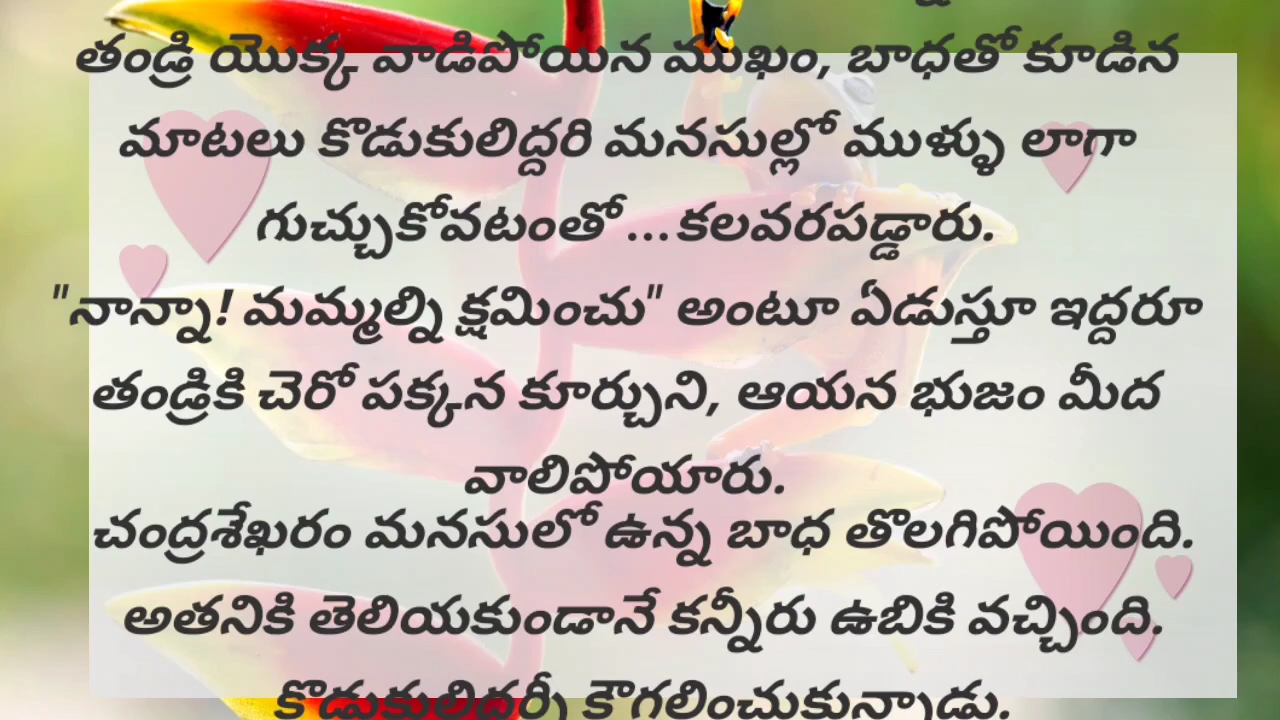 తండ్రి యొక్క వాడిపోయిన ముఖం, బాధతో కూడిన
మాటలు కొడుకులిద్దరి మనసుల్లో ముళ్ళు లాగా
గుచ్చుకోవటంతో ...కలవరపడ్డారు.
"నాన్నా! మమ్మల్ని క్షమించు" అంటూ ఏడుస్తూ ఇద్దరూ
తండ్రికి చెరో పక్కన కూర్చుని, ఆయన భుజం మీద
వాలిపోయారు.
చంద్రశేఖరం మనసులో ఉన్న బాధ తొలగిపోయింది.
అతనికి తెలియకుండానే కన్నీరు ఉబికి వచ్చింది.
కొడుకులిద్దర్నీ కౌగలించుకున్నాడు.